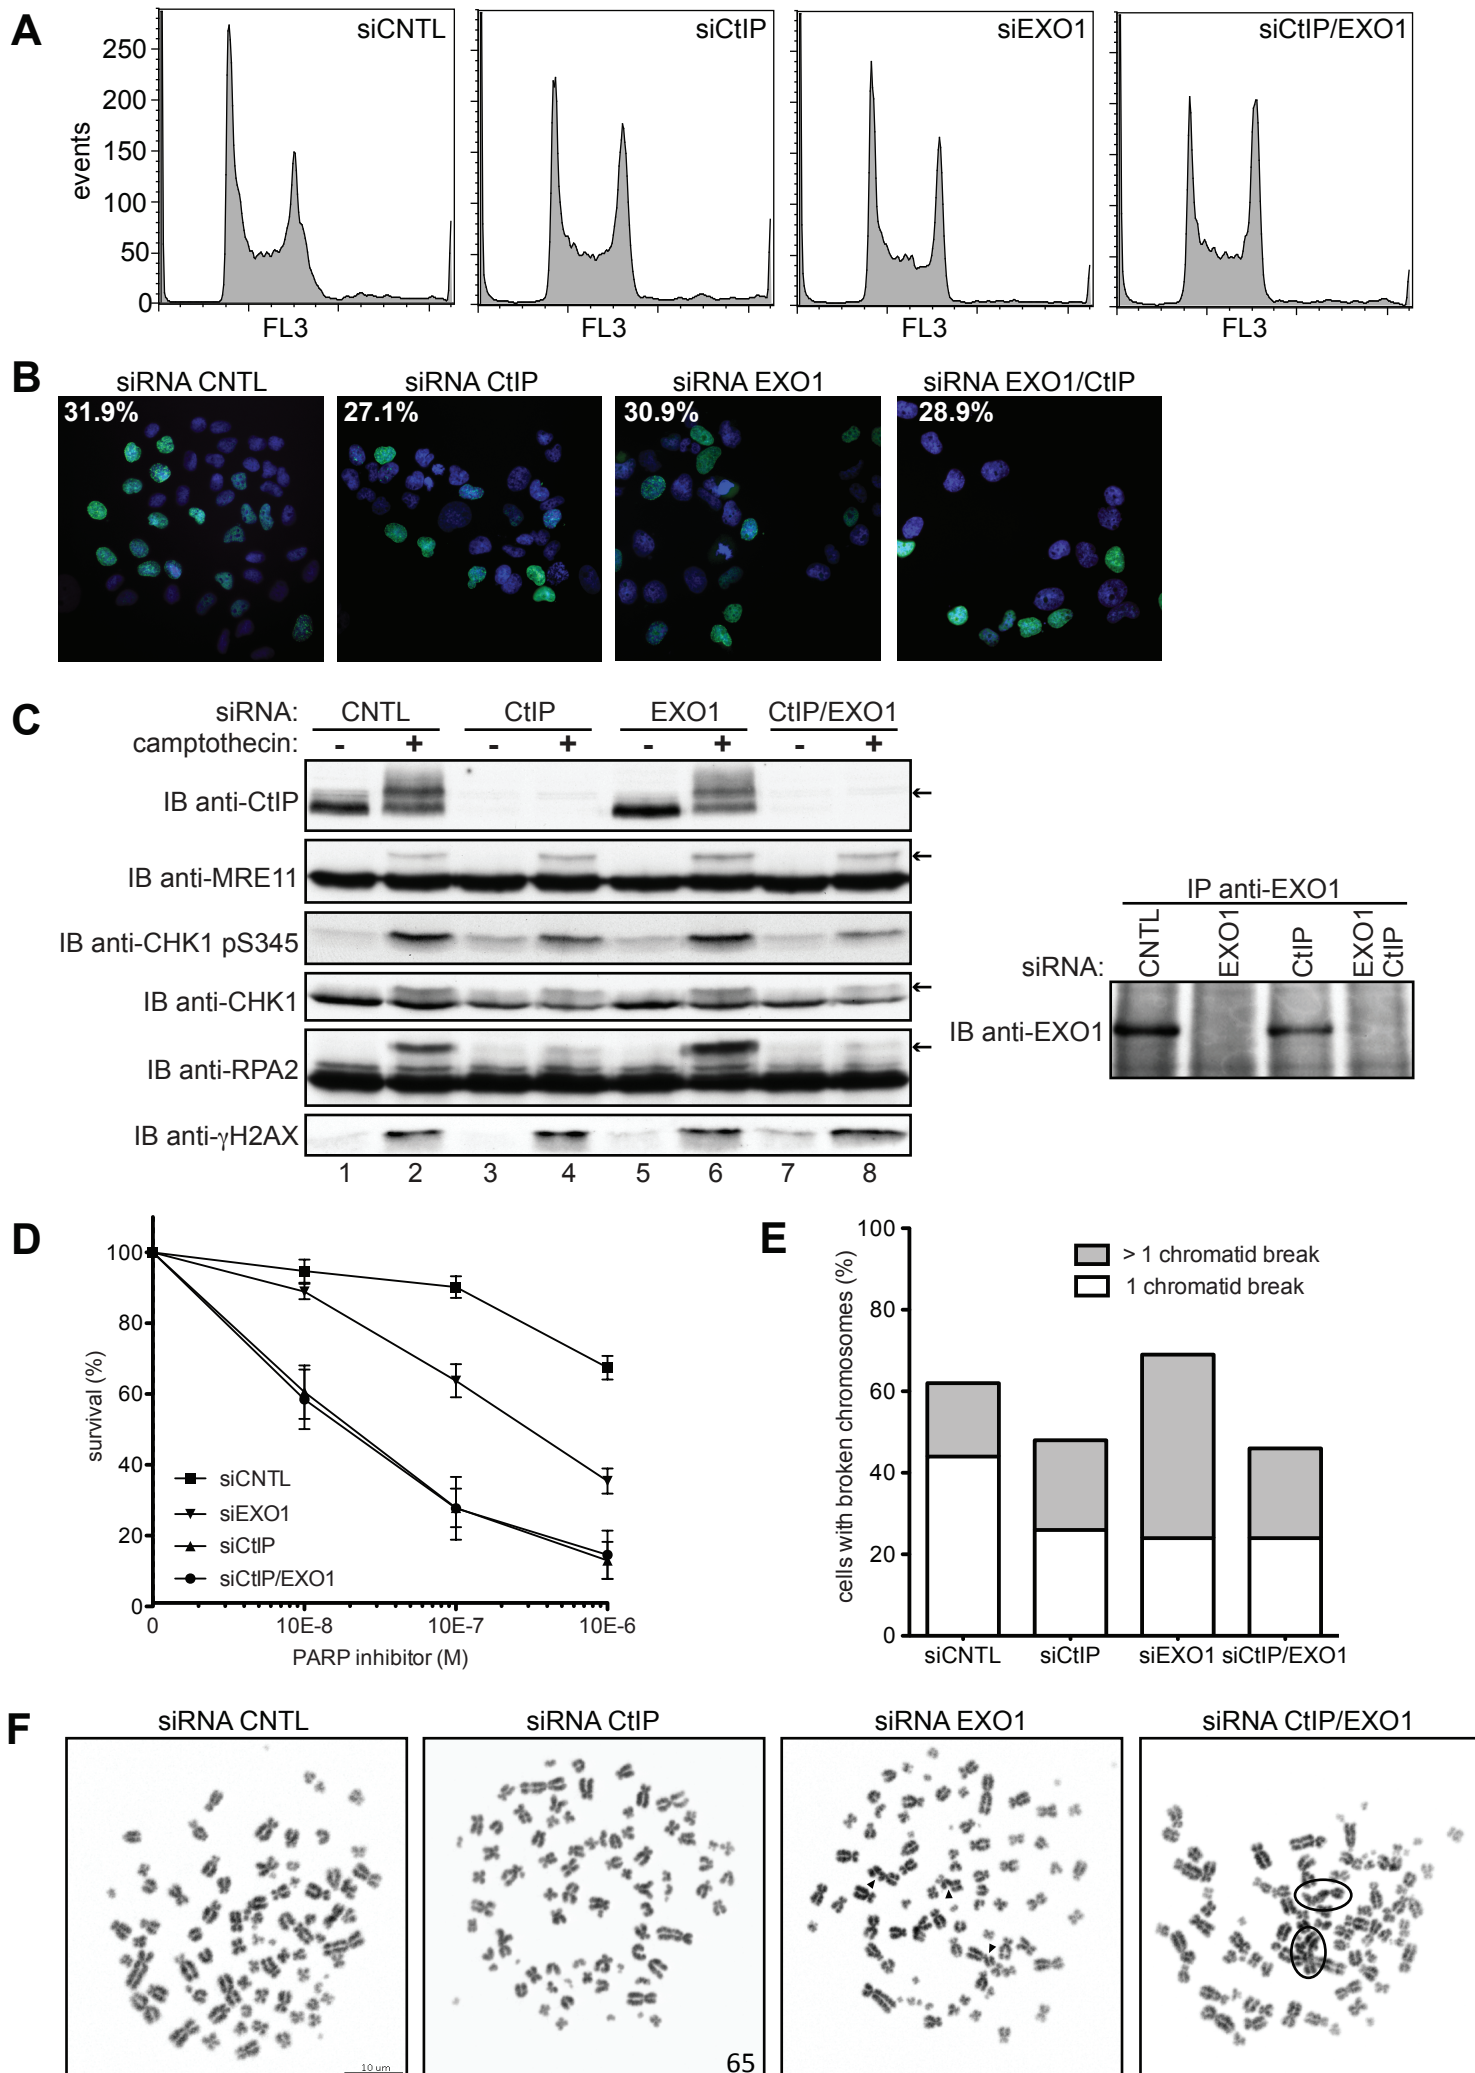 A
siCNTL
siCtIP
siEXO1
siCtIP/EXO1
events
250
200
150
100
50
0
FL3
FL3
FL3
FL3
B
siRNA CNTL
siRNA CtIP
siRNA EXO1
siRNA EXO1/CtIP
31.9%
27.1%
30.9%
28.9%
C
siRNA: CNTL CtIP EXO1 CtIP/EXO1
camptothecin: - + - + - + - +
IB anti-CtIP
IB anti-MRE11
IB anti-CHK1 pS345
IB anti-CHK1
IB anti-RPA2
IB anti-γH2AX
1 2 3 4 5 6 7 8
IP anti-EXO1
siRNA: CNTL EXO1 CtIP EXO1 CtIP
IB anti-EXO1
D
survival (%)
100
80
60
40
20
0
siCNTL
siEXO1
siCtIP
siCtIP/EXO1
0 10E-8 10E-7 10E-6
PARP inhibitor (M)
E
cells with broken chromosomes (%)
100
80
60
40
20
0
> 1 chromatid break
1 chromatid break
siCNTL siCtIP siEXO1 siCtIP/EXO1
F
siRNA CNTL
siRNA CtIP
siRNA EXO1
siRNA CtIP/EXO1
10 um
65